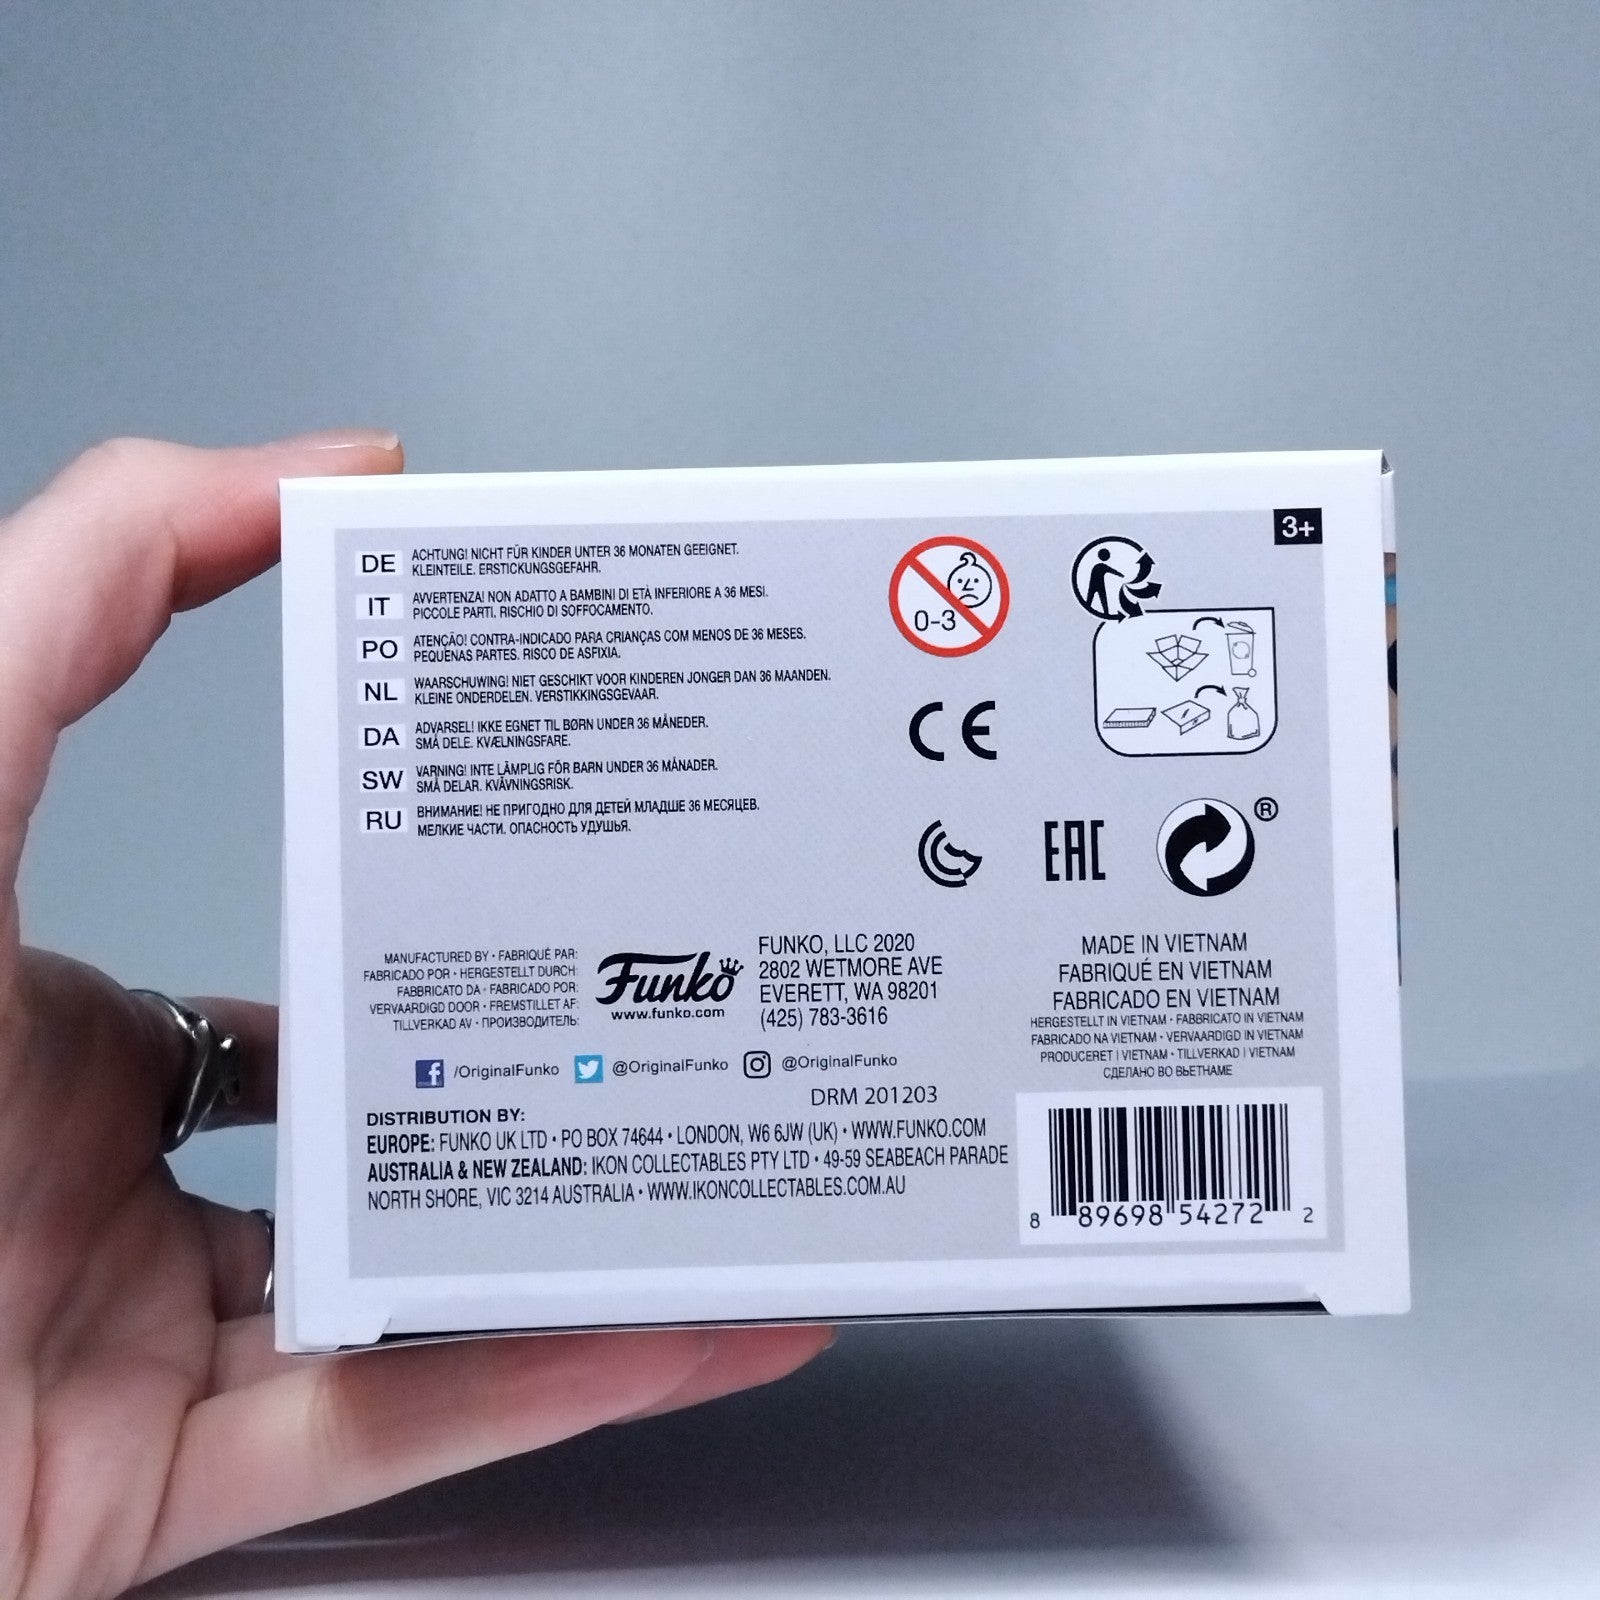 3+
DE ACHTUNG! NICHT FÜR KINDER UNTER 36 MONATEN GEEIGNET.
KLEINTEILE. ERSTICKUNGSGEFAHR.
IT AVVERTENZA! NON ADATTO A BAMBINI DI ETÀ INFERIORE A 36 MESI.
PICCOLE PARTI. RISCHIO DI SOFFOCAMENTO.
PO ATENÇÃO! CONTRA-INDICADO PARA CRIANÇAS COM MENOS DE 36 MESES.
PEQUENAS PARTES. RISCO DE ASFIXIA.
NL WAARSCHUWING! NIET GESCHIKT VOOR KINDEREN JONGER DAN 36 MAANDEN.
KLEINE ONDERDELEN. VERSTIKKINGSGEVAAR.
DA ADVARSEL! IKKE EGNET TIL BØRN UNDER 36 MÅNEDER.
SMÅ DELE. KVÆLNINGSFARE.
SW VARNING! INTE LÄMPLIG FÖR BARN UNDER 36 MÅNADER.
SMÅ DELAR. KVÄVNINGSRISK.
RU ВНИМАНИЕ! НЕ ПРИГОДНО ДЛЯ ДЕТЕЙ МЛАДШЕ 36 МЕСЯЦЕВ.
МЕЛКИЕ ЧАСТИ. ОПАСНОСТЬ УДУШЬЯ.
0-3
CE
EAC
®
MANUFACTURED BY • FABRIQUÉ PAR:
FABRICADO POR • HERGESTELLT DURCH:
FABBRICATO DA • FABRICADO POR:
VERVAARDIGD DOOR • FREMSTILLET AF:
TILLVERKAD AV • ПРОИЗВОДИТЕЛЬ:
Funko
www.funko.com
FUNKO, LLC 2020
2802 WETMORE AVE
EVERETT, WA 98201
(425) 783-3616
MADE IN VIETNAM
FABRIQUÉ EN VIETNAM
FABRICADO EN VIETNAM
HERGESTELLT IN VIETNAM • FABBRICATO IN VIETNAM
FABRICADO NA VIETNAM • VERVAARDIGD IN VIETNAM
PRODUCERET I VIETNAM • TILLVERKAD I VIETNAM
СДЕЛАНО ВО ВЬЕТНАМЕ
f /OriginalFunko @OriginalFunko @OriginalFunko
DRM 201203
DISTRIBUTION BY:
EUROPE: FUNKO UK LTD • PO BOX 74644 • LONDON, W6 6JW (UK) • WWW.FUNKO.COM
AUSTRALIA & NEW ZEALAND: IKON COLLECTABLES PTY LTD • 49-59 SEABEACH PARADE
NORTH SHORE, VIC 3214 AUSTRALIA • WWW.IKONCOLLECTABLES.COM.AU
8 89698 54272 2